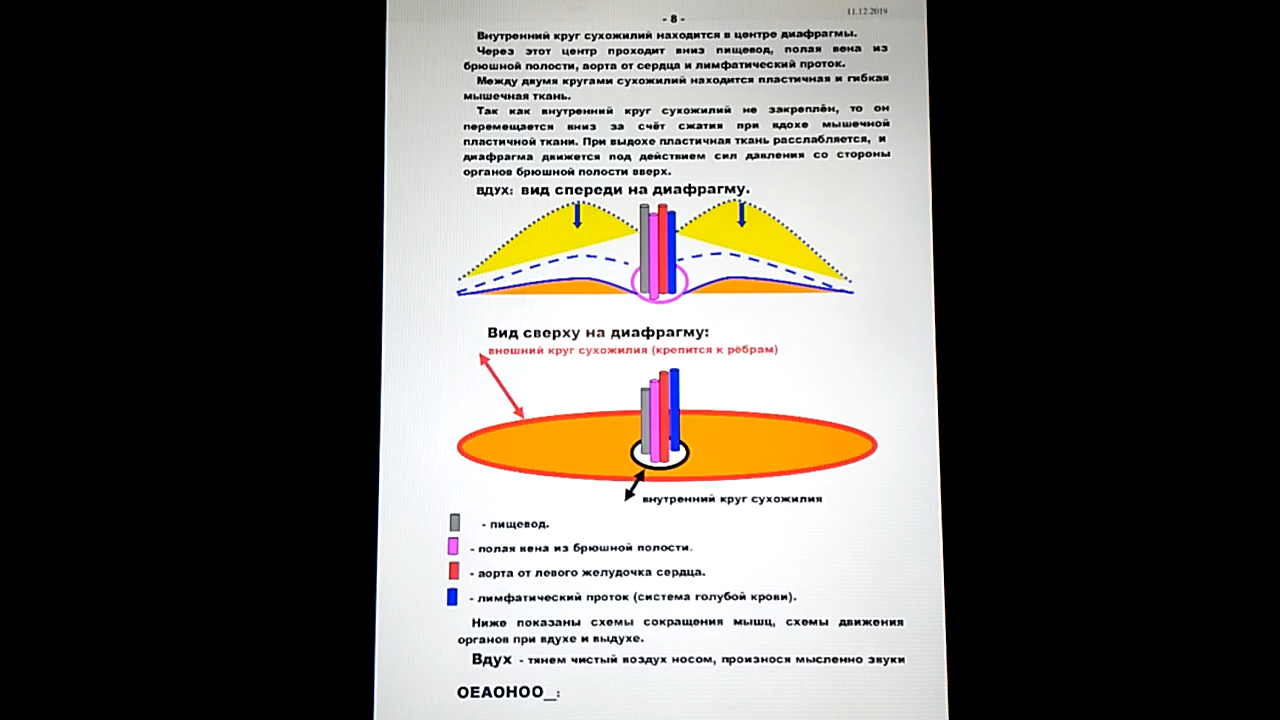 - 8 -
11.12.2019
Внутренний круг сухожилий находится в центре диафрагмы.
Через этот центр проходит вниз пищевод, полая вена из
брюшной полости, аорта от сердца и лимфатический проток.
Между двумя кругами сухожилий находится пластичная и гибкая
мышечная ткань.
Так как внутренний круг сухожилий не закреплён, то он
перемещается вниз за счёт сжатия при вдохе мышечной
пластичной ткани. При выдохе пластичная ткань расслабляется, и
диафрагма движется под действием сил давления со стороны
органов брюшной полости вверх.
ВДУХ: вид спереди на диафрагму.
Вид сверху на диафрагму:
внешний круг сухожилия (крепится к рёбрам)
внутренний круг сухожилия
- пищевод.
- полая вена из брюшной полости.
- аорта от левого желудочка сердца.
- лимфатический проток (система голубой крови).
Ниже показаны схемы сокращения мышц, схемы движения
органов при вдухе и выдухе.
Вдух - тянем чистый воздух носом, произнося мысленно звуки
ОЕАОНОО__: